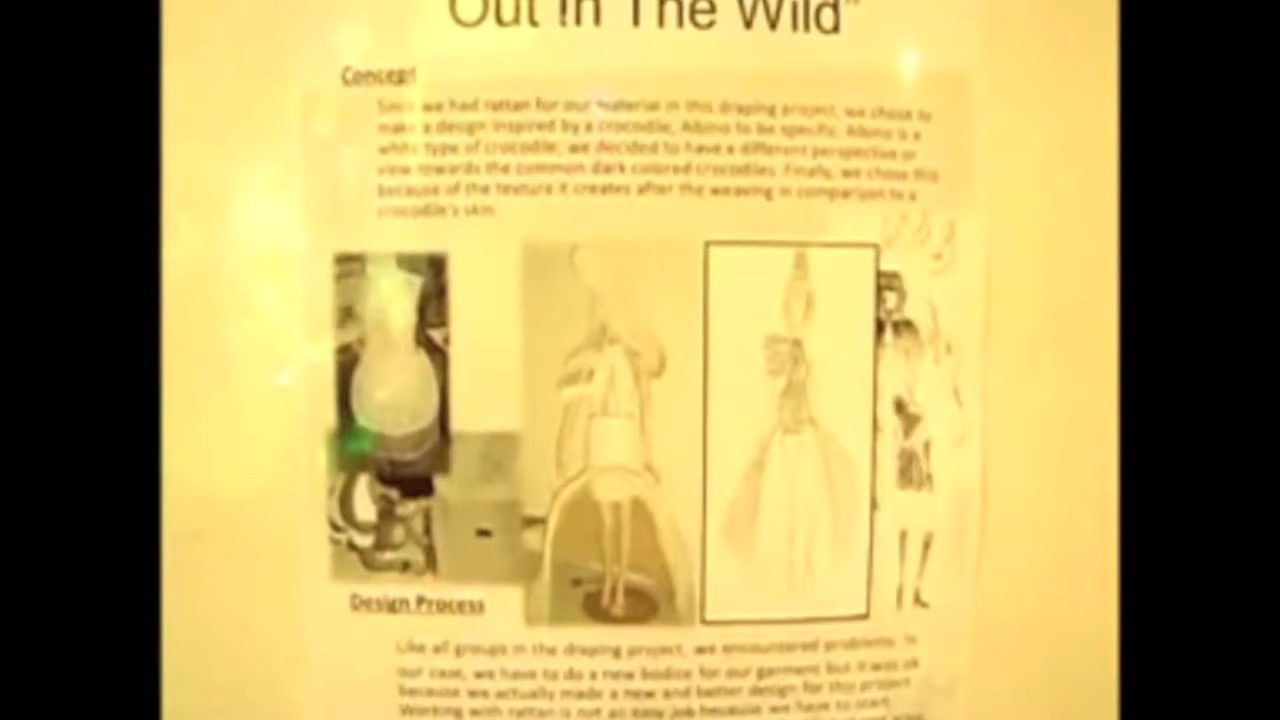 Out In The Wild"
Concept
Since we had rattan for our material in this draping project, we chose to
make a design inspired by a crocodile, Albino to be specific. Albino is a
white type of crocodile; we decided to have a different perspective or
view towards the common dark colored crocodiles. Finally, we chose this
because of the texture it creates after the weaving in comparison to a
crocodile's skin.
Design Process
Like all groups in the draping project, we encountered problems. In
our case, we have to do a new bodice for our garment but it was ok
because we actually made a new and better design for this project.
Working with rattan is not an easy job because we have to start